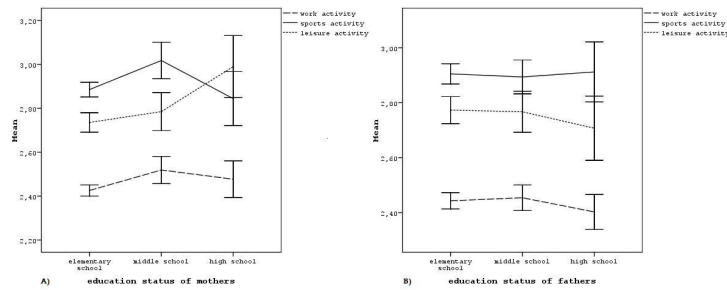 3,20
3,00
2,80
2,60
2,40
2,20
Mean
elementary school
middle school
high school
A)
education status of mothers
work activity
sports activity
leisure activity
3,00
2,80
2,60
2,40
Mean
elementary school
middle school
high school
B)
education status of fathers
work activity
sports activity
leisure activity